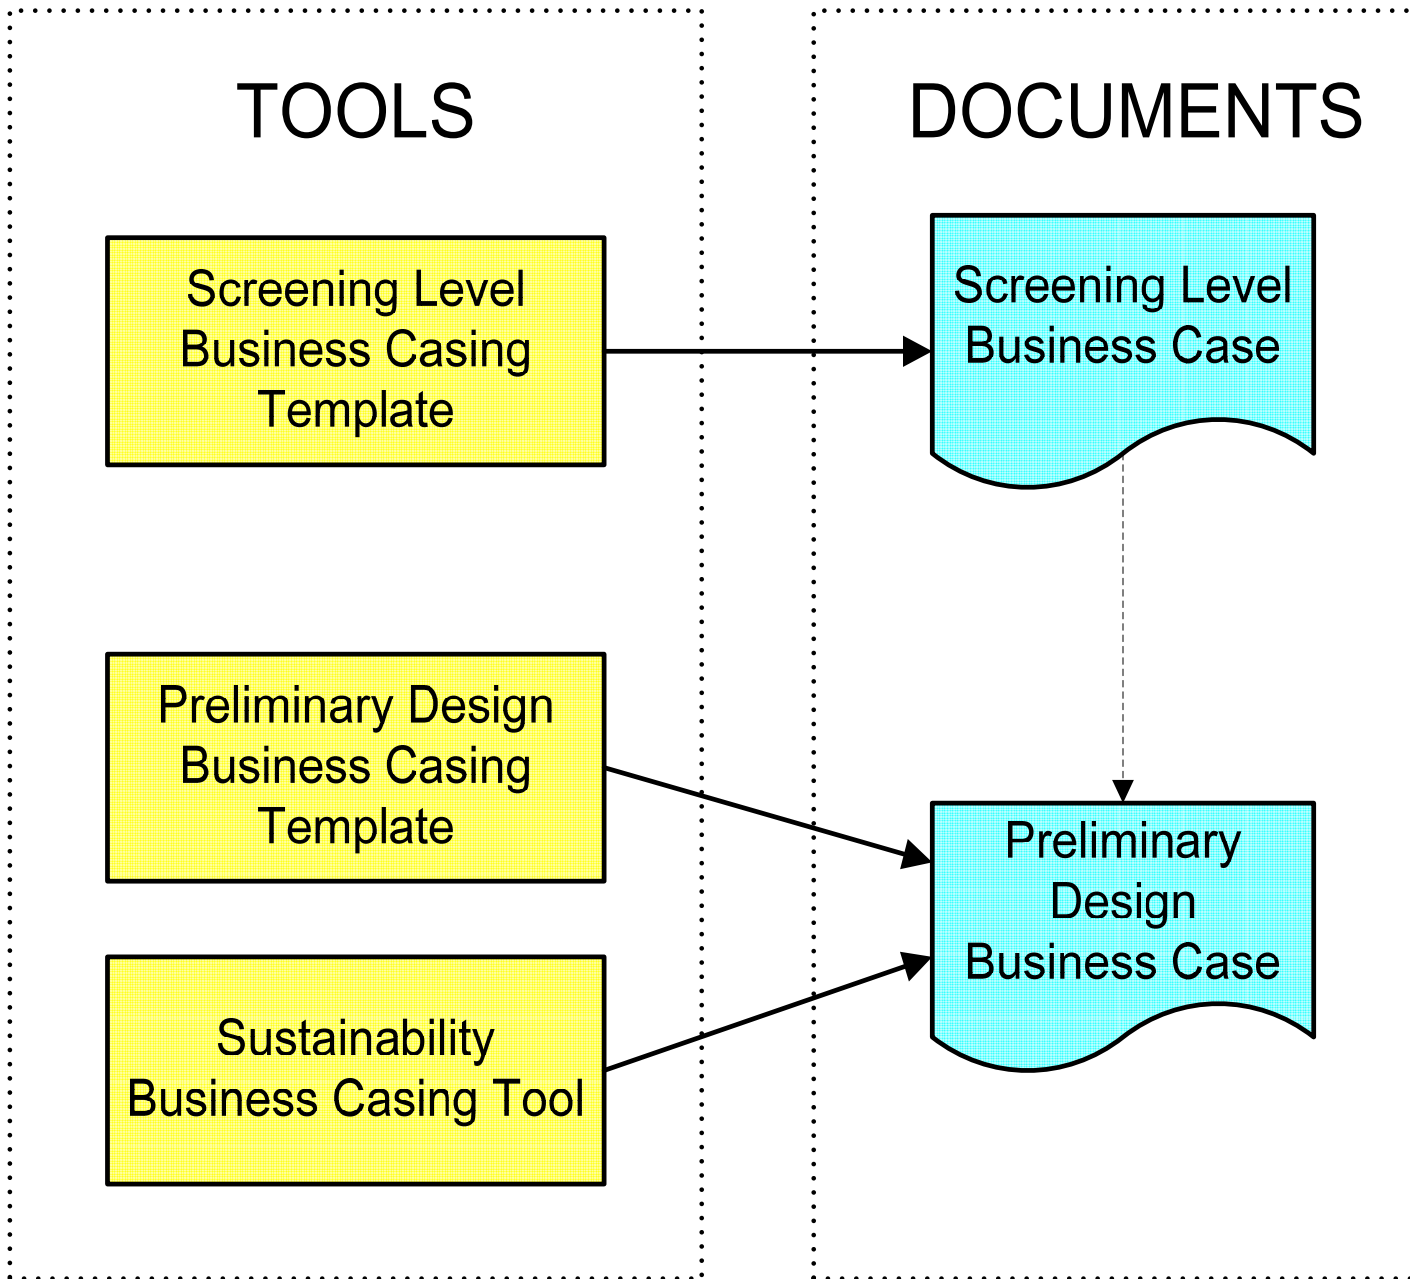 TOOLS
DOCUMENTS
Screening Level
Business Casing
Template
Screening Level
Business Case
Preliminary Design
Business Casing
Template
Preliminary
Design
Business Case
Sustainability
Business Casing Tool